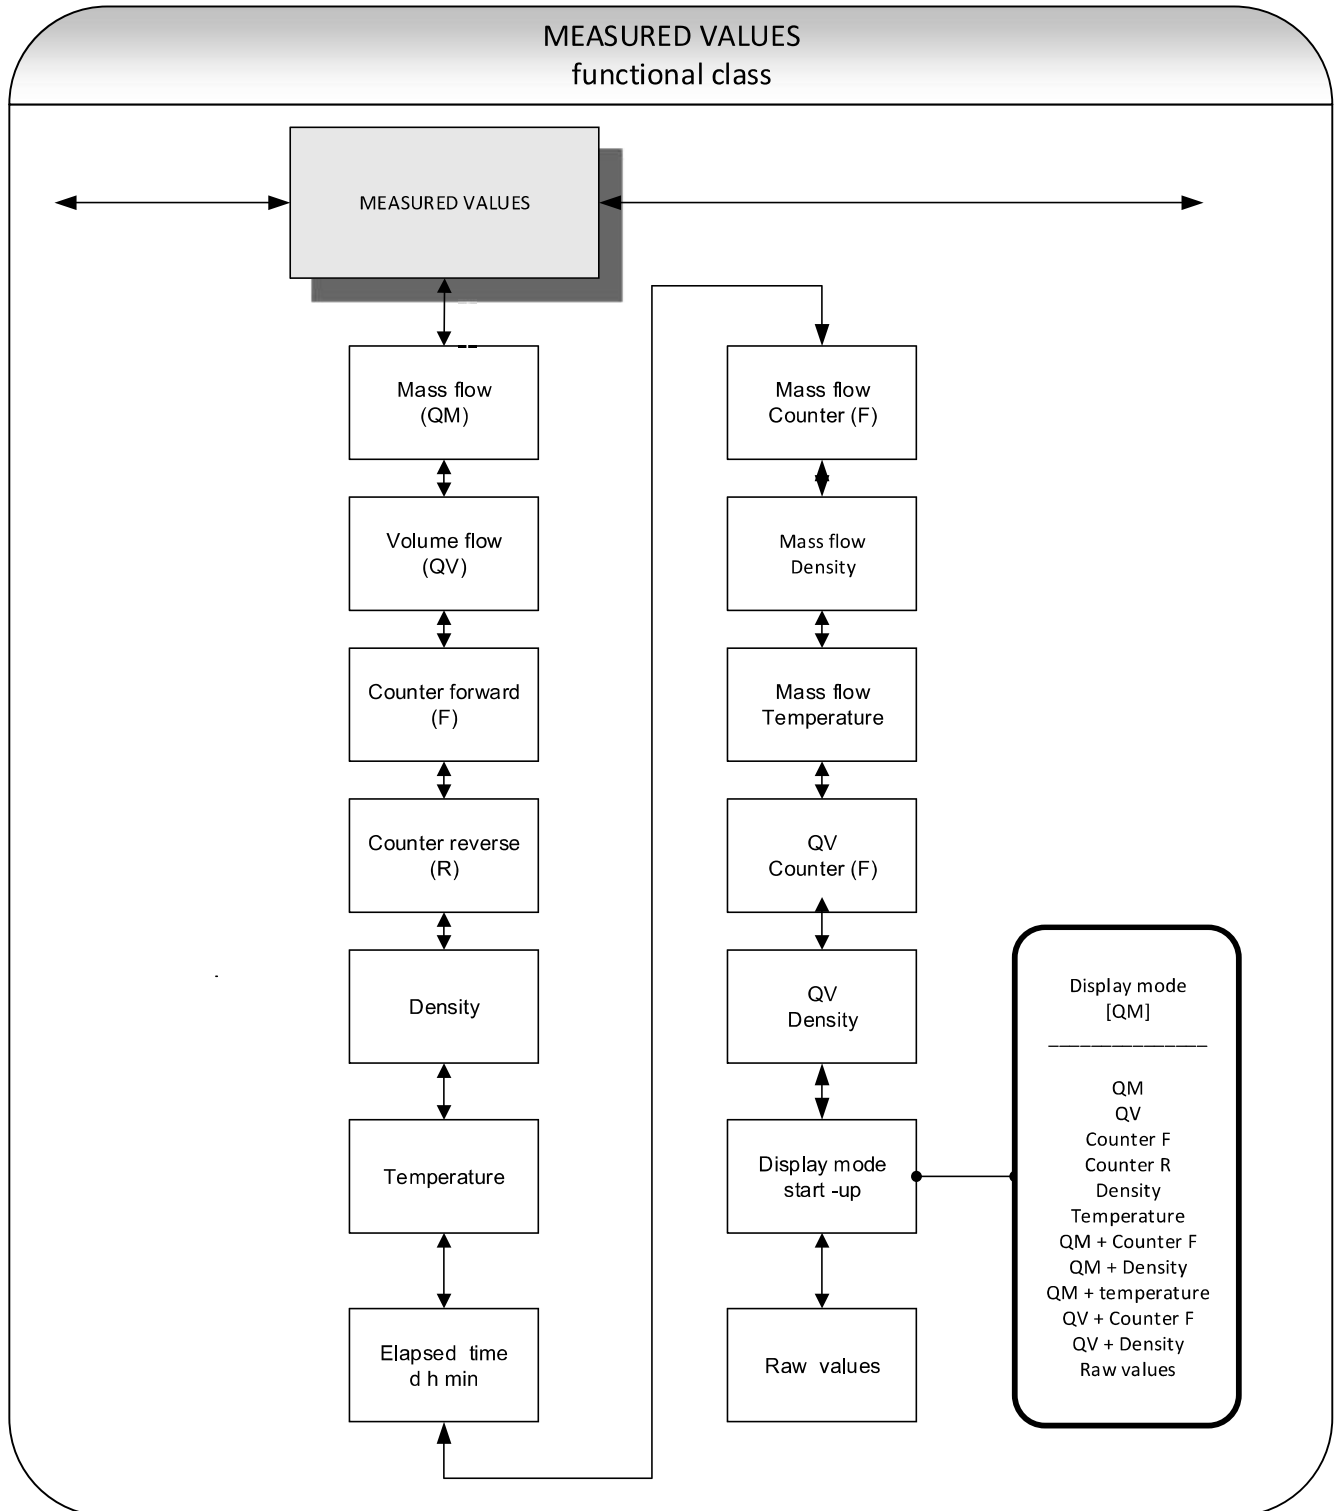 MEASURED VALUES
functional class
MEASURED VALUES
Mass flow
(QM)
Volume flow
(QV)
Counter forward
(F)
Counter reverse
(R)
Density
Temperature
Elapsed time
d h min
Mass flow
Counter (F)
Mass flow
Density
Mass flow
Temperature
QV
Counter (F)
QV
Density
Display mode
start -up
Raw values
Display mode
[QM]
_______________
QM
QV
Counter F
Counter R
Density
Temperature
QM + Counter F
QM + Density
QM + temperature
QV + Counter F
QV + Density
Raw values